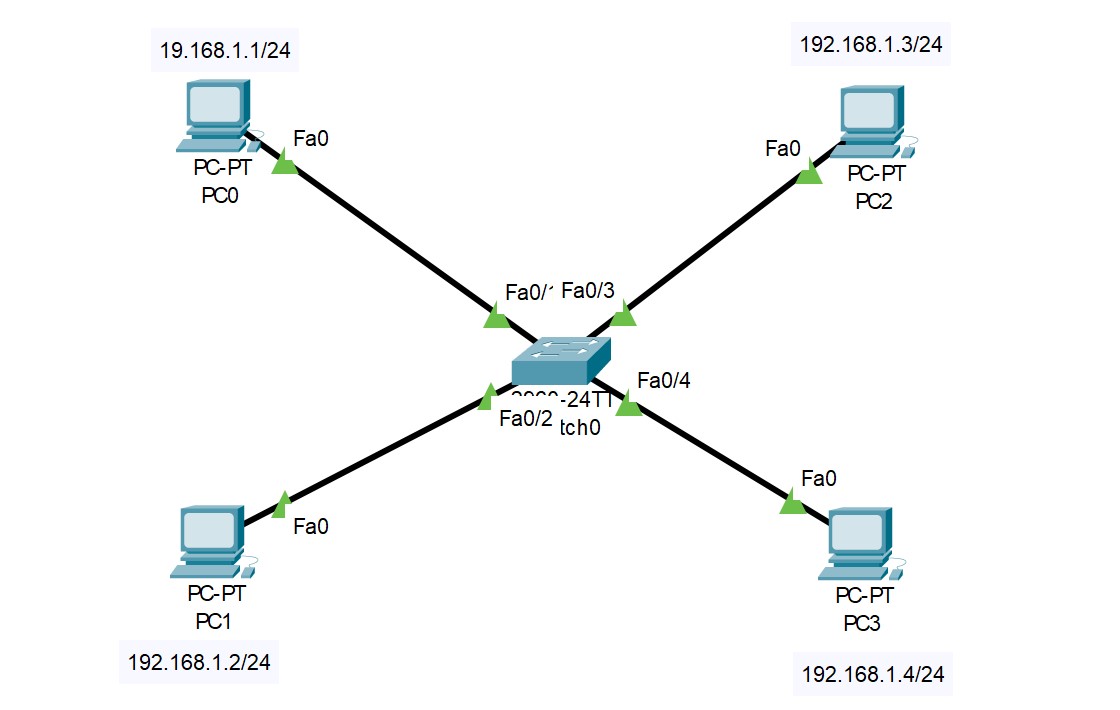 19.168.1.1/24
192.168.1.3/24
PC-PT
PC0
Fa0
Fa0
PC-PT
PC2
Fa0/1
Fa0/3
Fa0/4
-24TT
Fa0/2
tch0
Fa0
Fa0
PC-PT
PC1
PC-PT
PC3
192.168.1.2/24
192.168.1.4/24